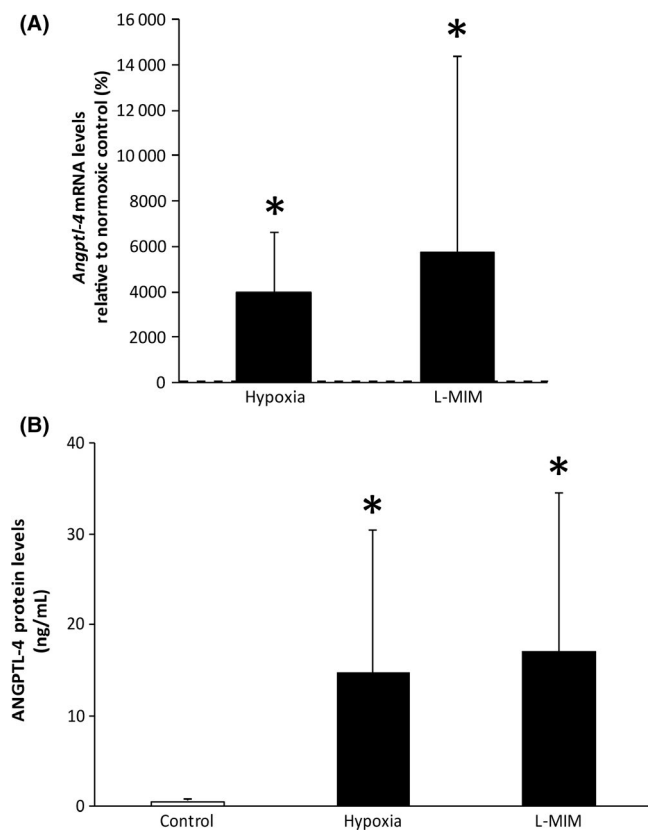 (A)
Angptl-4 mRNA levels
relative to normoxic control (%)
16 000
14 000
12 000
10 000
8000
6000
4000
2000
0
*
*
Hypoxia
L-MIM
(B)
ANGPTL-4 protein levels
(ng/mL)
40
30
20
10
0
*
*
Control
Hypoxia
L-MIM